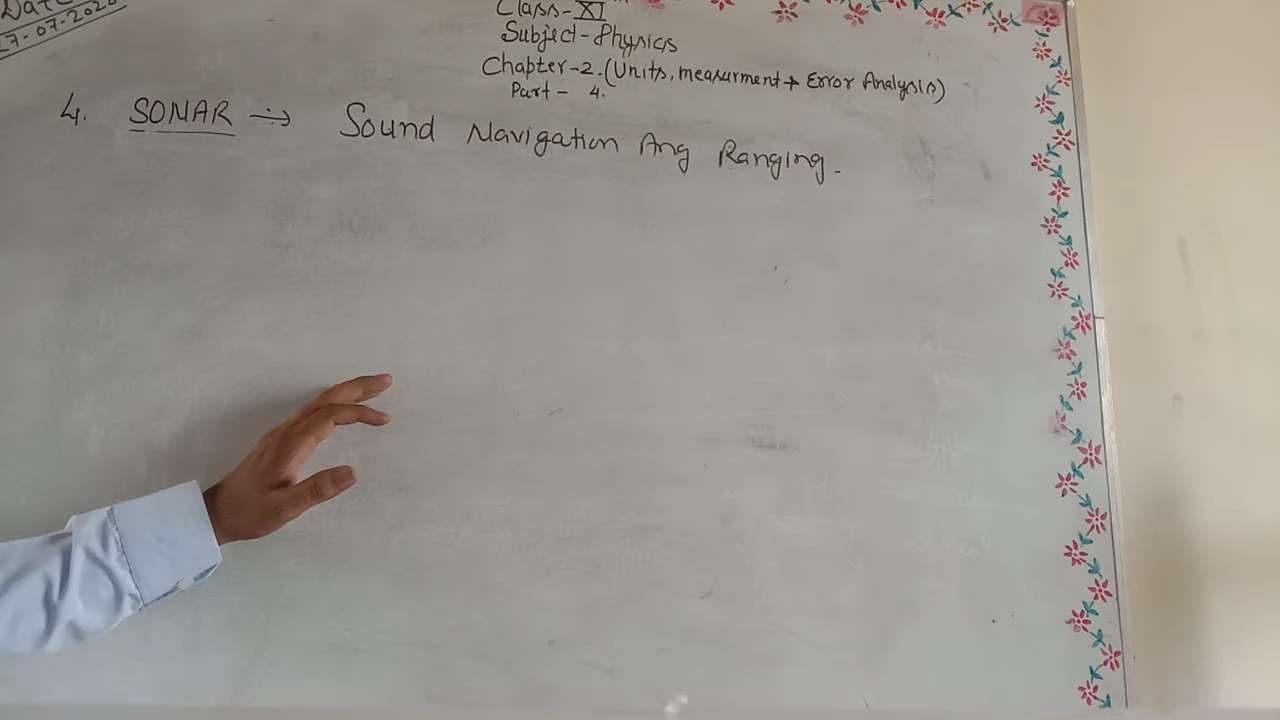 Date
27-07-2020
Class-XI
Subject-Physics
Chapter-2.(Units, measurment + Error Analysis)
Part- 4.
4. SONAR → Sound Navigation Ang Ranging.